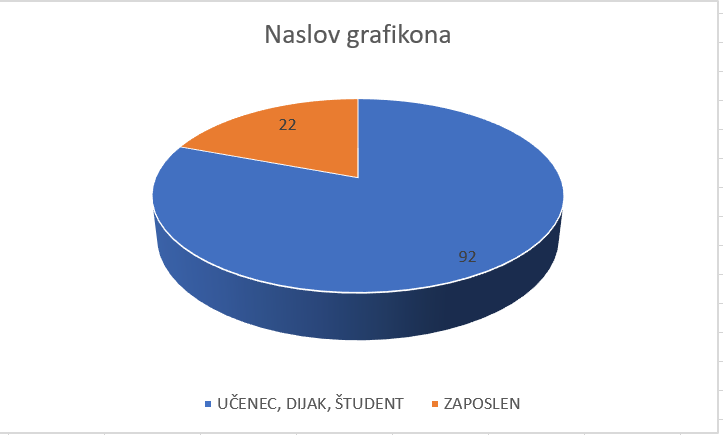 Naslov grafikona
22
92
UČENEC, DIJAK, ŠTUDENT ZAPOSLEN